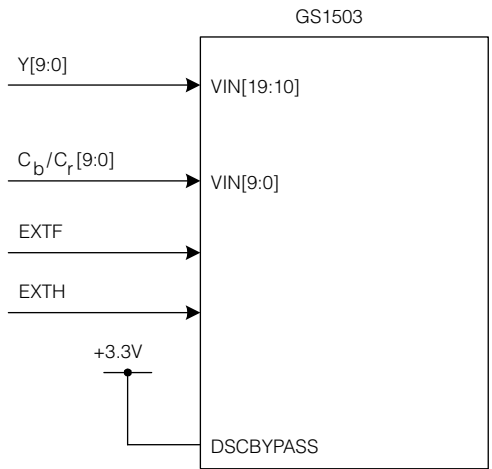 GS1503
Y[9:0]
VIN[19:10]
Cb/Cr[9:0]
VIN[9:0]
EXTF
EXTH
+3.3V
DSCBYPASS